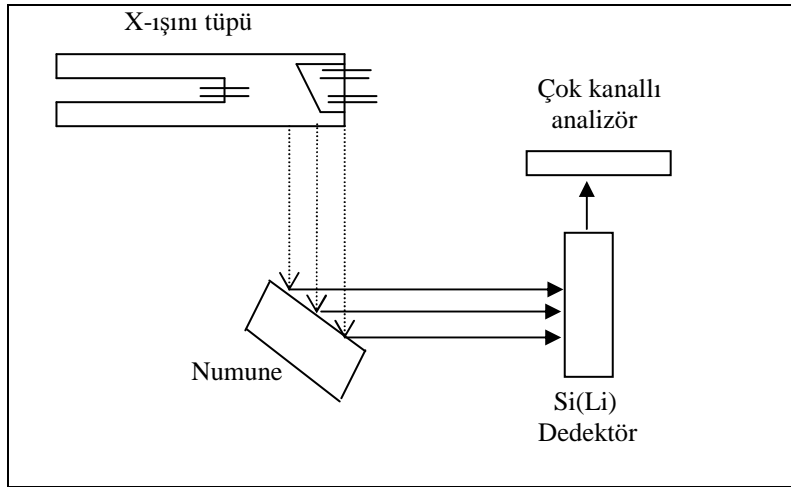 X-ışını tüpü
Çok kanallı
analizör
Numune
Si(Li)
Dedektör